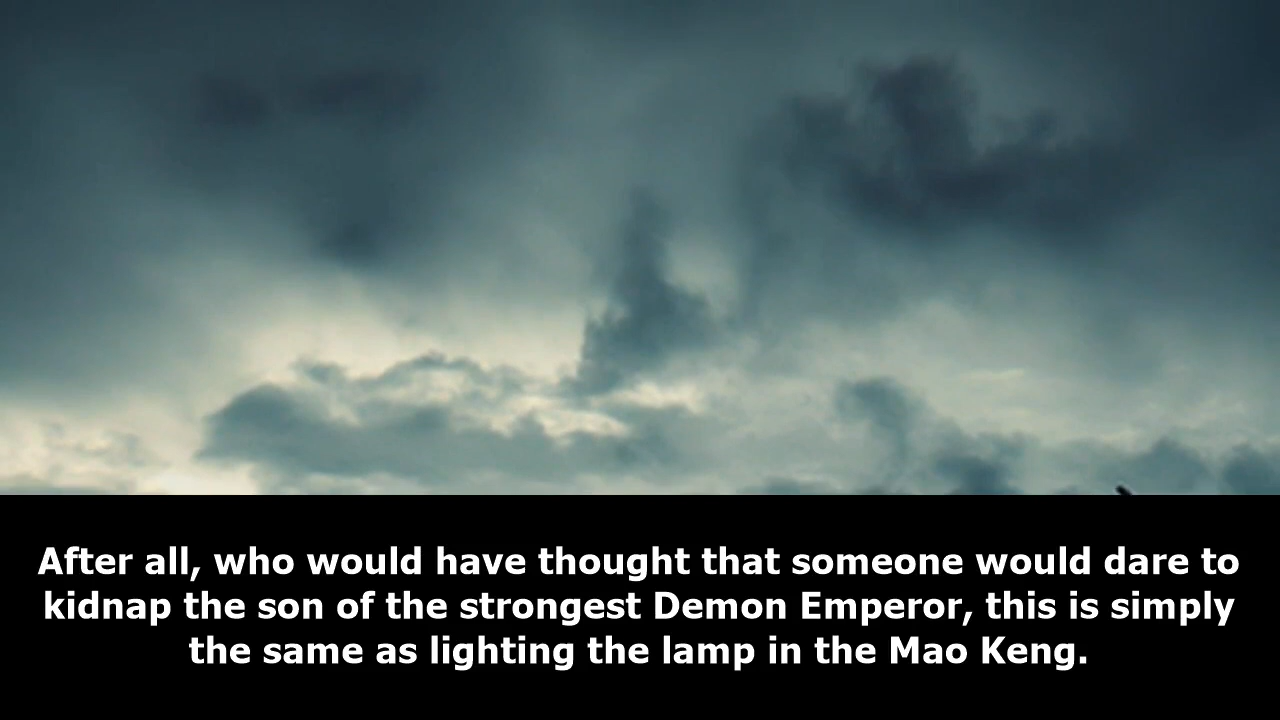 After all, who would have thought that someone would dare to
kidnap the son of the strongest Demon Emperor, this is simply
the same as lighting the lamp in the Mao Keng.